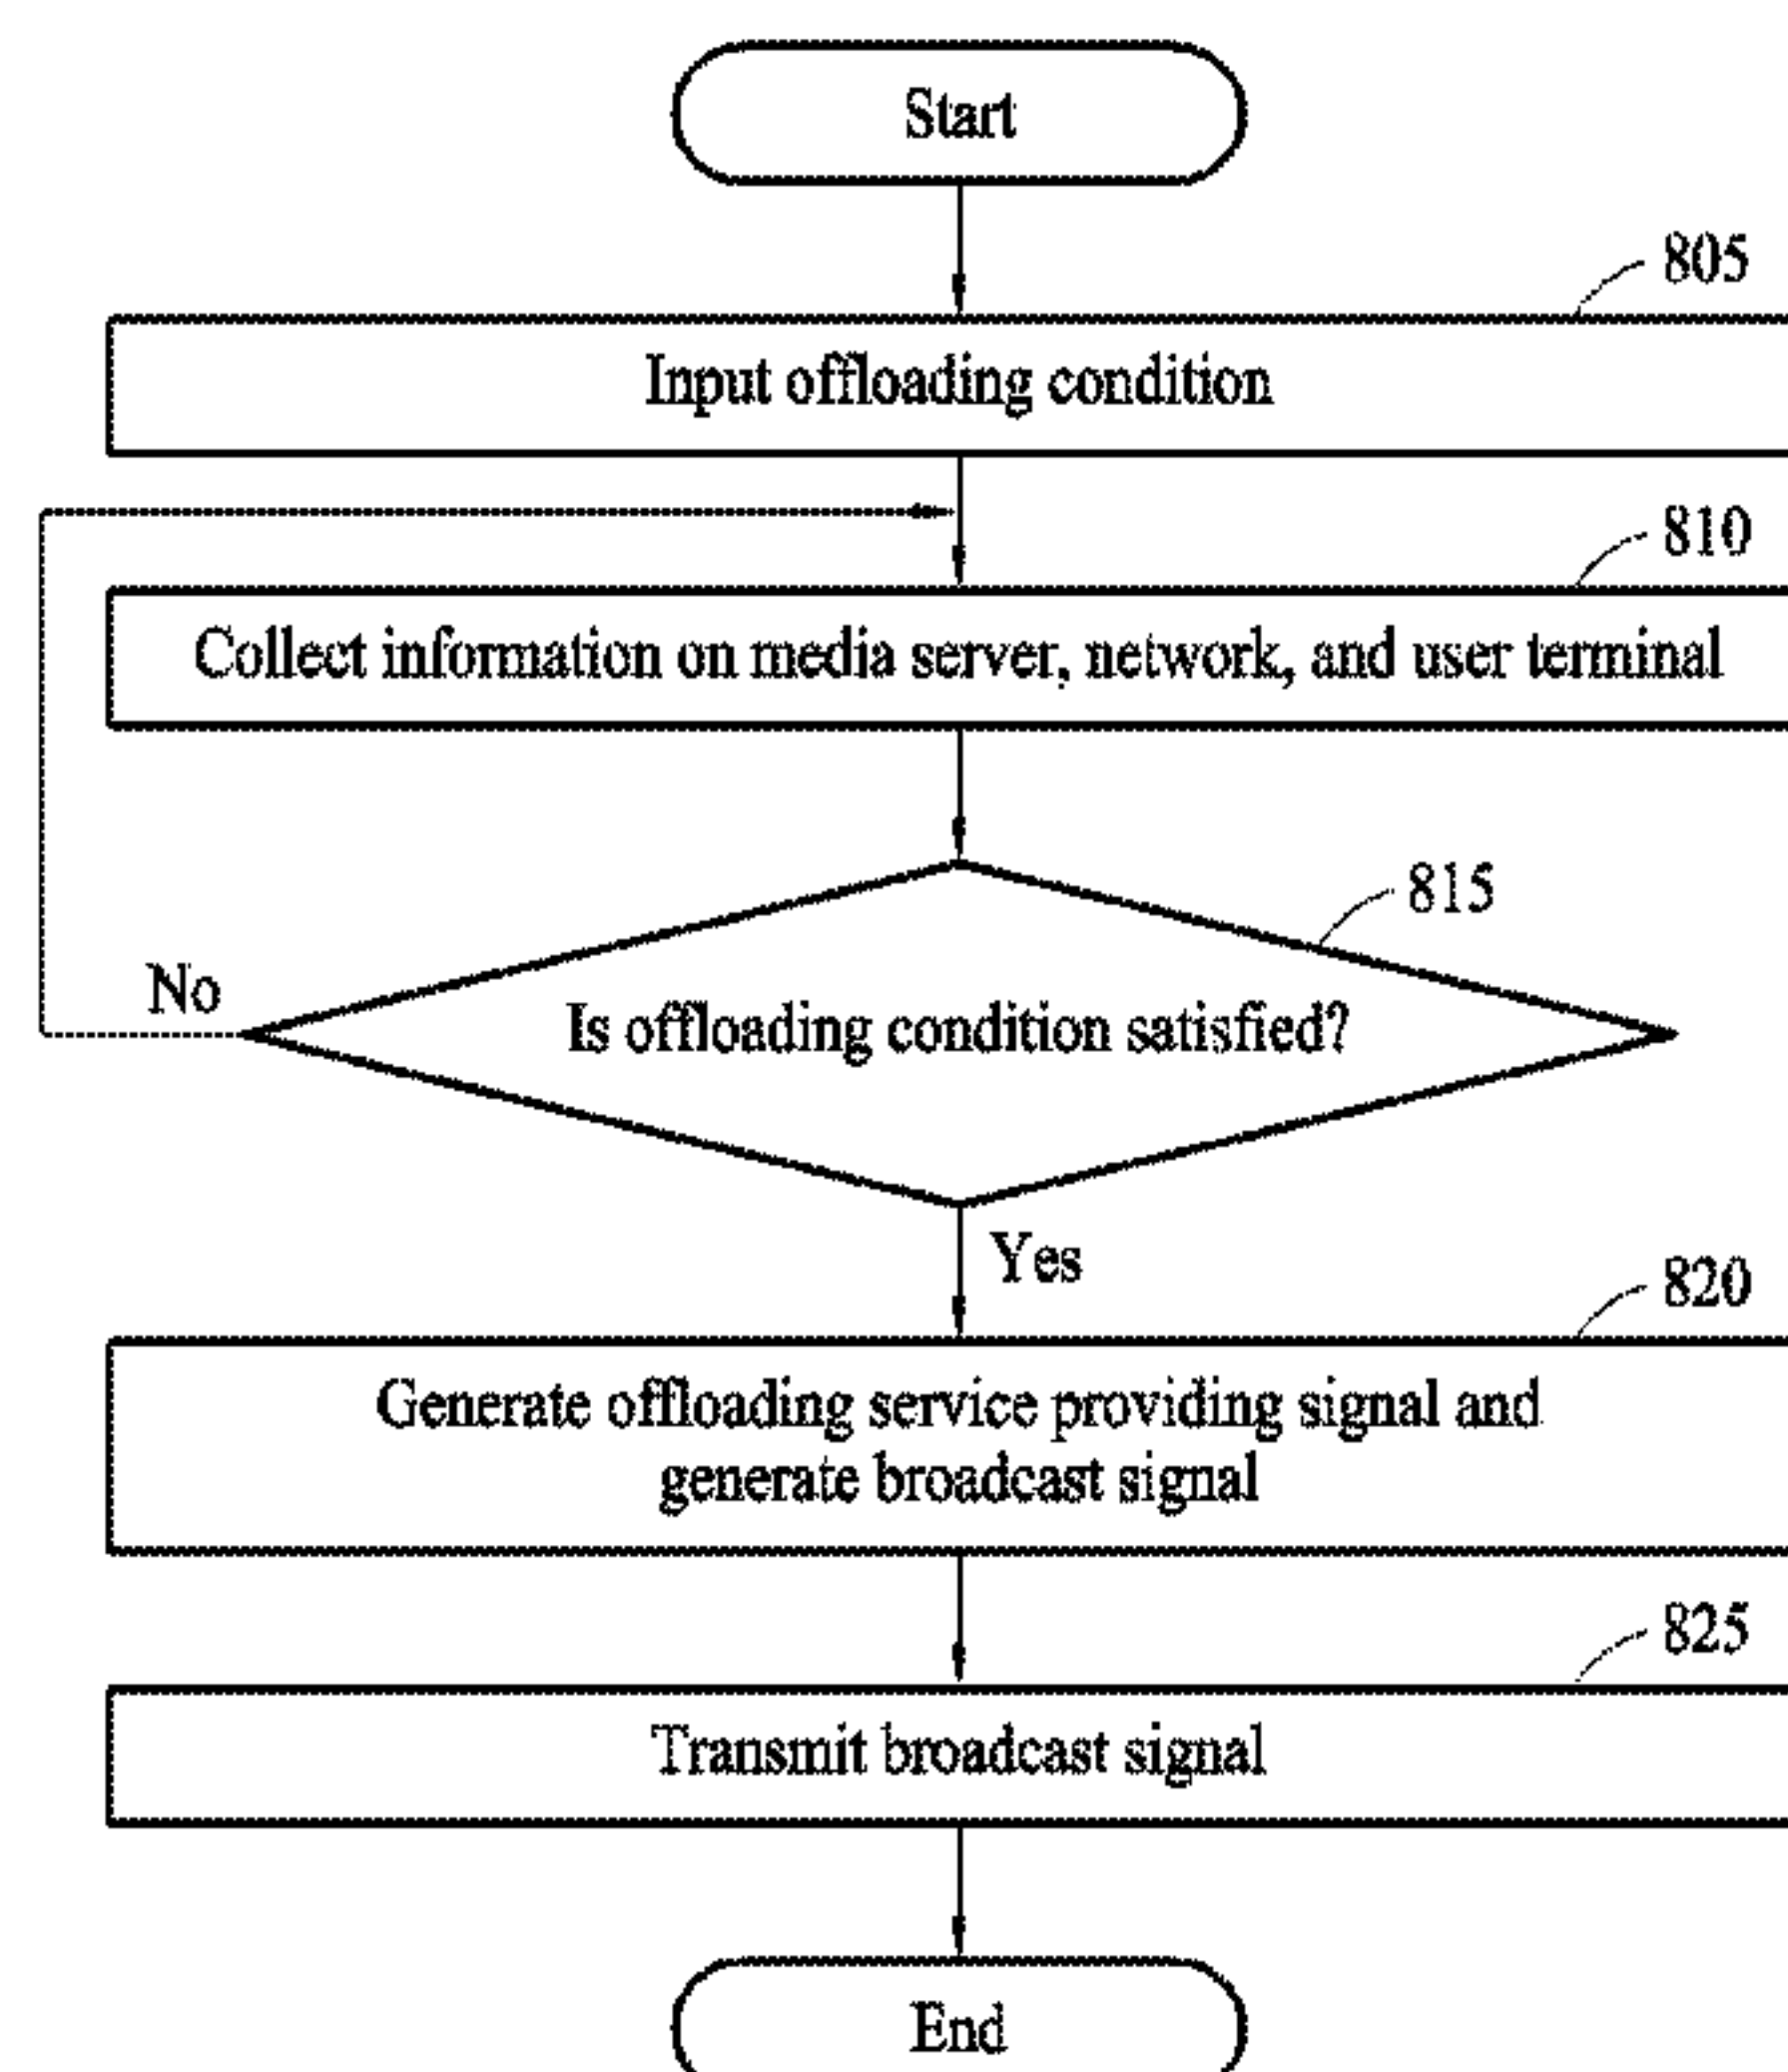 Start
805
Input offloading condition
810
Collect information on media server, network, and user terminal
815
No
Is offloading condition satisfied?
Yes
820
Generate offloading service providing signal and
generate broadcast signal
825
Transmit broadcast signal
End